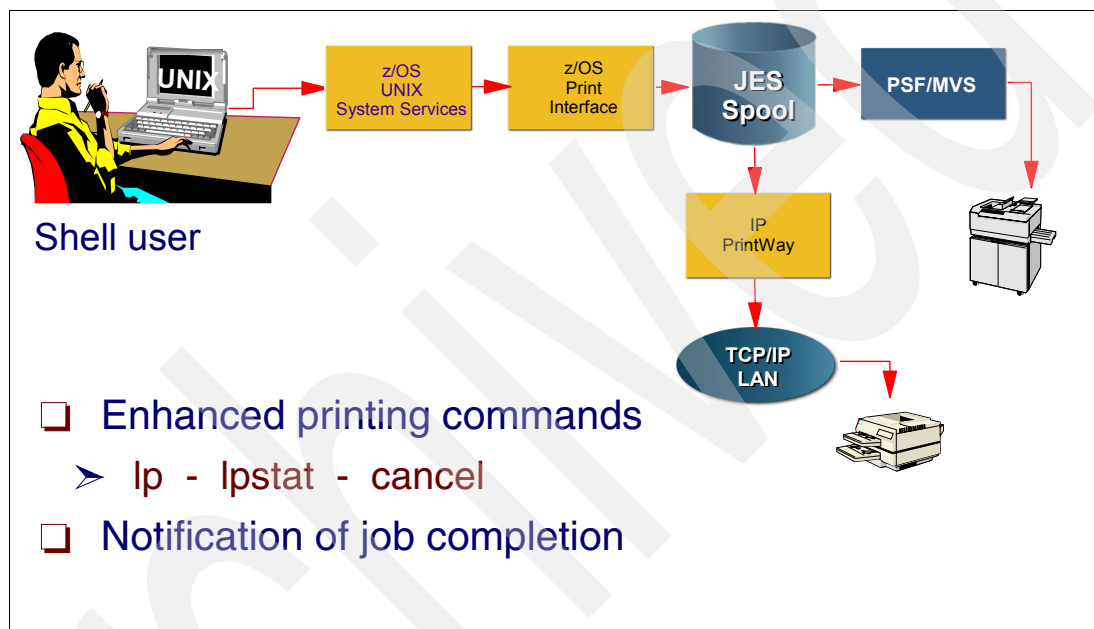 UNIX
z/OS
UNIX
System Services
z/OS
Print
Interface
JES
Spool
PSF/MVS
Shell user
IP
PrintWay
TCP/IP
LAN
Enhanced printing commands
lp - lpstat - cancel
Notification of job completion